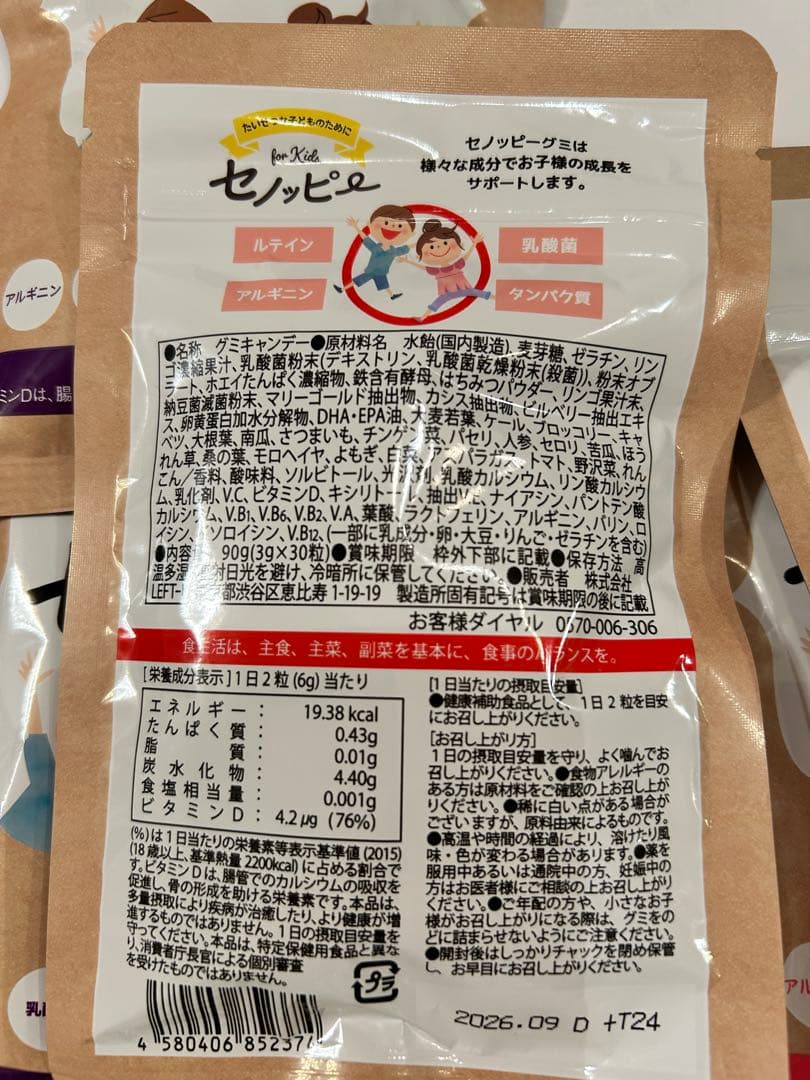 たいせつな子どものために
for Kids
セノッピー
セノッピーグミは
様々な成分でお子様の成長を
サポートします。
ルテイン
乳酸菌
アルギニン
タンパク質
●名称 グミキャンデー●原材料名 水飴(国内製造)、麦芽糖、ゼラチン、リン
ゴ濃縮果汁、乳酸菌粉末(デキストリン、乳酸菌乾燥粉末(殺菌))、粉末オブ
ラート、ホエイたんぱく濃縮物、鉄含有酵母、はちみつパウダー、リンゴ果汁末、
納豆菌滅菌粉末、マリーゴールド抽出物、カシス抽出物、ビルベリー抽出エキ
ス、卵黄蛋白加水分解物、DHA・EPA油、大麦若葉、ケール、ブロッコリー、キャ
ベツ、大根葉、南瓜、さつまいも、チンゲン菜、パセリ、人参、セロリ、苦瓜、ほう
れん草、桑の葉、モロヘイヤ、よもぎ、白菜、アスパラガス、トマト、野沢菜、れん
こん／香料、酸味料、ソルビトール、光沢剤、乳酸カルシウム、リン酸カルシウ
ム、乳化剤、V.C、ビタミンD、キシリトール、抽出V.E、ナイアシン、パントテン酸
カルシウム、V.B1、V.B6、V.B2、V.A、葉酸、ラクトフェリン、アルギニン、バリン、ロ
イシン、イソロイシン、V.B12、(一部に乳成分・卵・大豆・りんご・ゼラチンを含む)
●内容 90g(3g×30粒)●賞味期限 枠外下部に記載●保存方法 高
温多湿 射日光を避け、冷暗所に保管してください。●販売者 株式会社
LEFT- 都渋谷区恵比寿 1-19-19 製造所固有記号は賞味期限の後に記載
お客様ダイヤル 0570-006-306
食生活は、主食、主菜、副菜を基本に、食事のバランスを。
[栄養成分表示]1日2粒(6g)当たり
エネルギー： 19.38 kcal
たんぱく質： 0.43g
脂質： 0.01g
炭水化物： 4.40g
食塩相当量： 0.001g
ビタミンD： 4.2μg (76%)
(%)は1日当たりの栄養素等表示基準値(2015)
(18歳以上、基準熱量2200kcal)に占める割合で
す。ビタミンDは、腸管でのカルシウムの吸収を
促進し、骨の形成を助ける栄養素です。本品は、
多量摂取により疾病が治癒したり、より健康が増
進するものではありません。1日の摂取目安量を
守ってください。本品は、特定保健用食品と異な
り、消費者庁長官による個別審査
を受けたものではありません。
[1日当たりの摂取目安量]
●健康補助食品として、1日2粒を目安
にお召し上がりください。
[お召し上がり方]
1日の摂取目安量を守り、よく噛んでお
召し上がりください。●食物アレルギーの
ある方は原材料をご確認の上お召し上が
りください。●稀に白い点がある場合が
ございますが、原料由来によるものです。
●高温や時間の経過により、溶けたり風
味・色が変わる場合があります。●薬を
服用中あるいは通院中の方、妊娠中の
方はお医者様にご相談の上お召し上がり
ください。●ご年配の方や、小さなお子
様がお召し上がりになる際は、グミをの
どに詰まらせないようにご注意ください。
●開封後はしっかりチャックを閉め保管
し、お早目にお召し上がりください。
プラ
4 580406 85237
2026.09 D +T24
アルギニン
ミンDは、腸
乳
アル